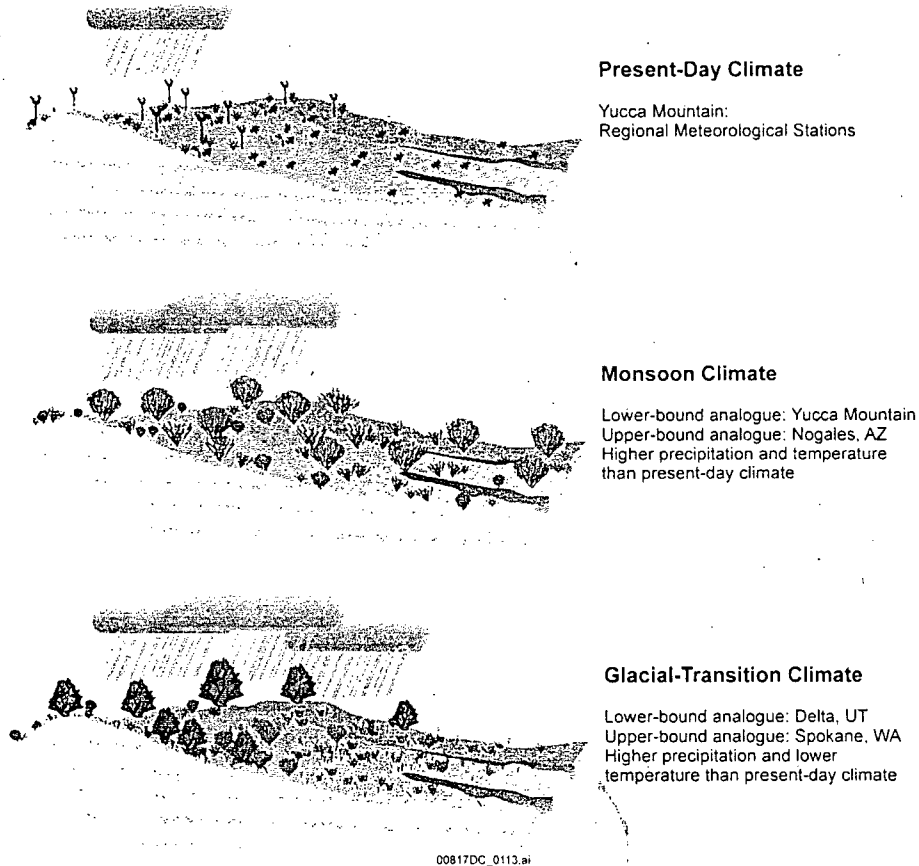 Present-Day Climate
Yucca Mountain:
Regional Meteorological Stations
Monsoon Climate
Lower-bound analogue: Yucca Mountain
Upper-bound analogue: Nogales, AZ
Higher precipitation and temperature
than present-day climate
Glacial-Transition Climate
Lower-bound analogue: Delta, UT
Upper-bound analogue: Spokane, WA
Higher precipitation and lower
temperature than present-day climate
00817DC_0113.ai